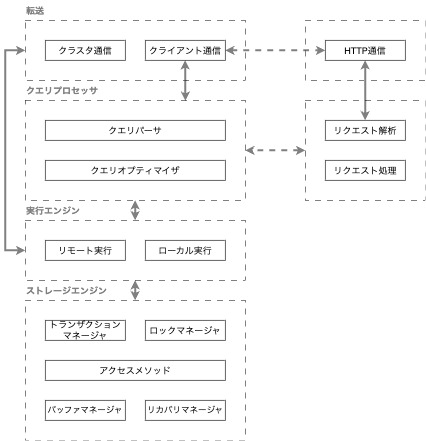 転送
クラスタ通信
クライアント通信
HTTP通信
クエリプロセッサ
クエリパーサ
リクエスト解析
クエリオプティマイザ
リクエスト処理
実行エンジン
リモート実行
ローカル実行
ストレージエンジン
トランザクション
マネージャ
ロックマネージャ
アクセスメソッド
バッファマネージャ
リカバリマネージャ